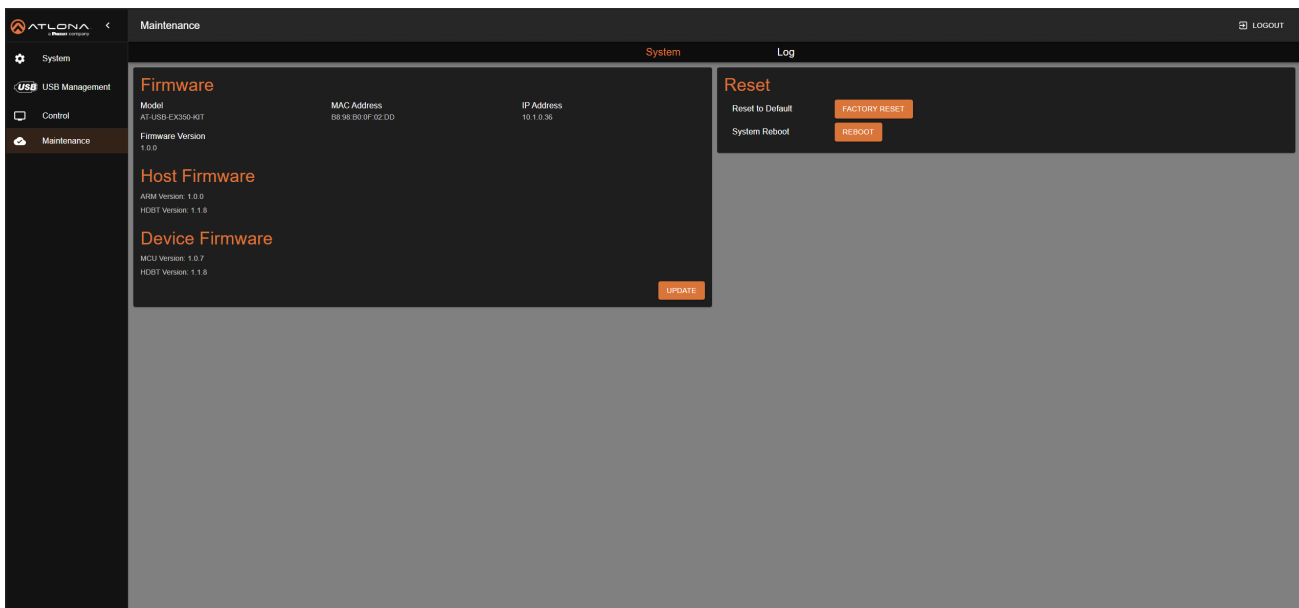 ATLONA
a Panduit company
Maintenance
LOGOUT
System
USB Management
Control
Maintenance
System
Log
Firmware
Model
MAC Address
IP Address
AT-USB-EX350-KIT
B8:98:B0:0F:02:DD
10.1.0.36
Firmware Version
1.0.0
Host Firmware
ARM Version: 1.0.0
HDBT Version: 1.1.8
Device Firmware
MCU Version: 1.0.7
HDBT Version: 1.1.8
UPDATE
Reset
Reset to Default
FACTORY RESET
System Reboot
REBOOT